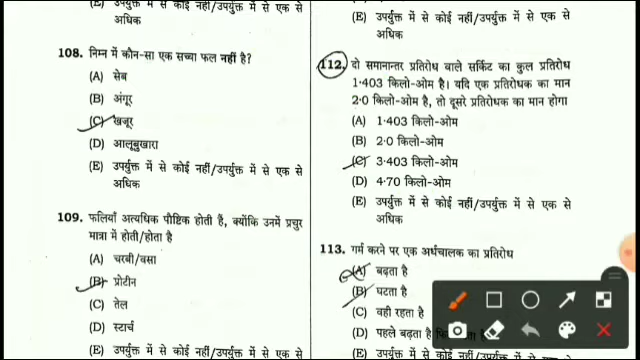 (E) उपर्युक्त में से कोई नहीं/उपर्युक्त में से एक से
अधिक
108. निम्न में कौन-सा एक सच्चा फल नहीं है?
(A) सेब
(B) अंगूर
(C) खजूर
(D) आलूबुखारा
(E) उपर्युक्त में से कोई नहीं/उपर्युक्त में से एक से
अधिक
109. फलियाँ अत्यधिक पौष्टिक होती हैं, क्योंकि उनमें प्रचुर
मात्रा में होती/होता है
(A) चरबी/वसा
(B) प्रोटीन
(C) तेल
(D) स्टार्च
(E) उपर्युक्त में से कोई नहीं/उपर्युक्त में से एक से
(E) उपर्युक्त में से कोई नहीं/उपर्युक्त में से एक से
अधिक
112. दो समानान्तर प्रतिरोध वाले सर्किट का कुल प्रतिरोध
1·403 किलो-ओम है। यदि एक प्रतिरोधक का मान
2·0 किलो-ओम है, तो दूसरे प्रतिरोधक का मान होगा
(A) 1·403 किलो-ओम
(B) 2·0 किलो-ओम
(C) 3·403 किलो-ओम
(D) 4·70 किलो-ओम
(E) उपर्युक्त में से कोई नहीं/उपर्युक्त में से एक से
अधिक
113. गर्म करने पर एक अर्धचालक का प्रतिरोध
(A) बढ़ता है
(B) घटता है
(C) वही रहता है
(D) पहले बढ़ता है
(E) उपर्युक्त में से कोई नहीं/उपर्युक्त में से एक से